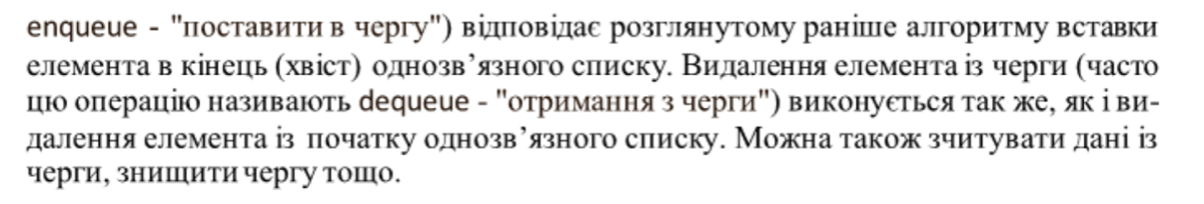 enqueue - "поставити в чергу") відповідає розглянутому раніше алгоритму вставки
елемента в кінець (хвіст) однозв’язного списку. Видалення елемента із черги (часто
цю операцію називають dequeue - "отримання з черги") виконується так же, як і ви-
далення елемента із початку однозв’язного списку. Можна також зчитувати дані із
черги, знищити чергу тощо.